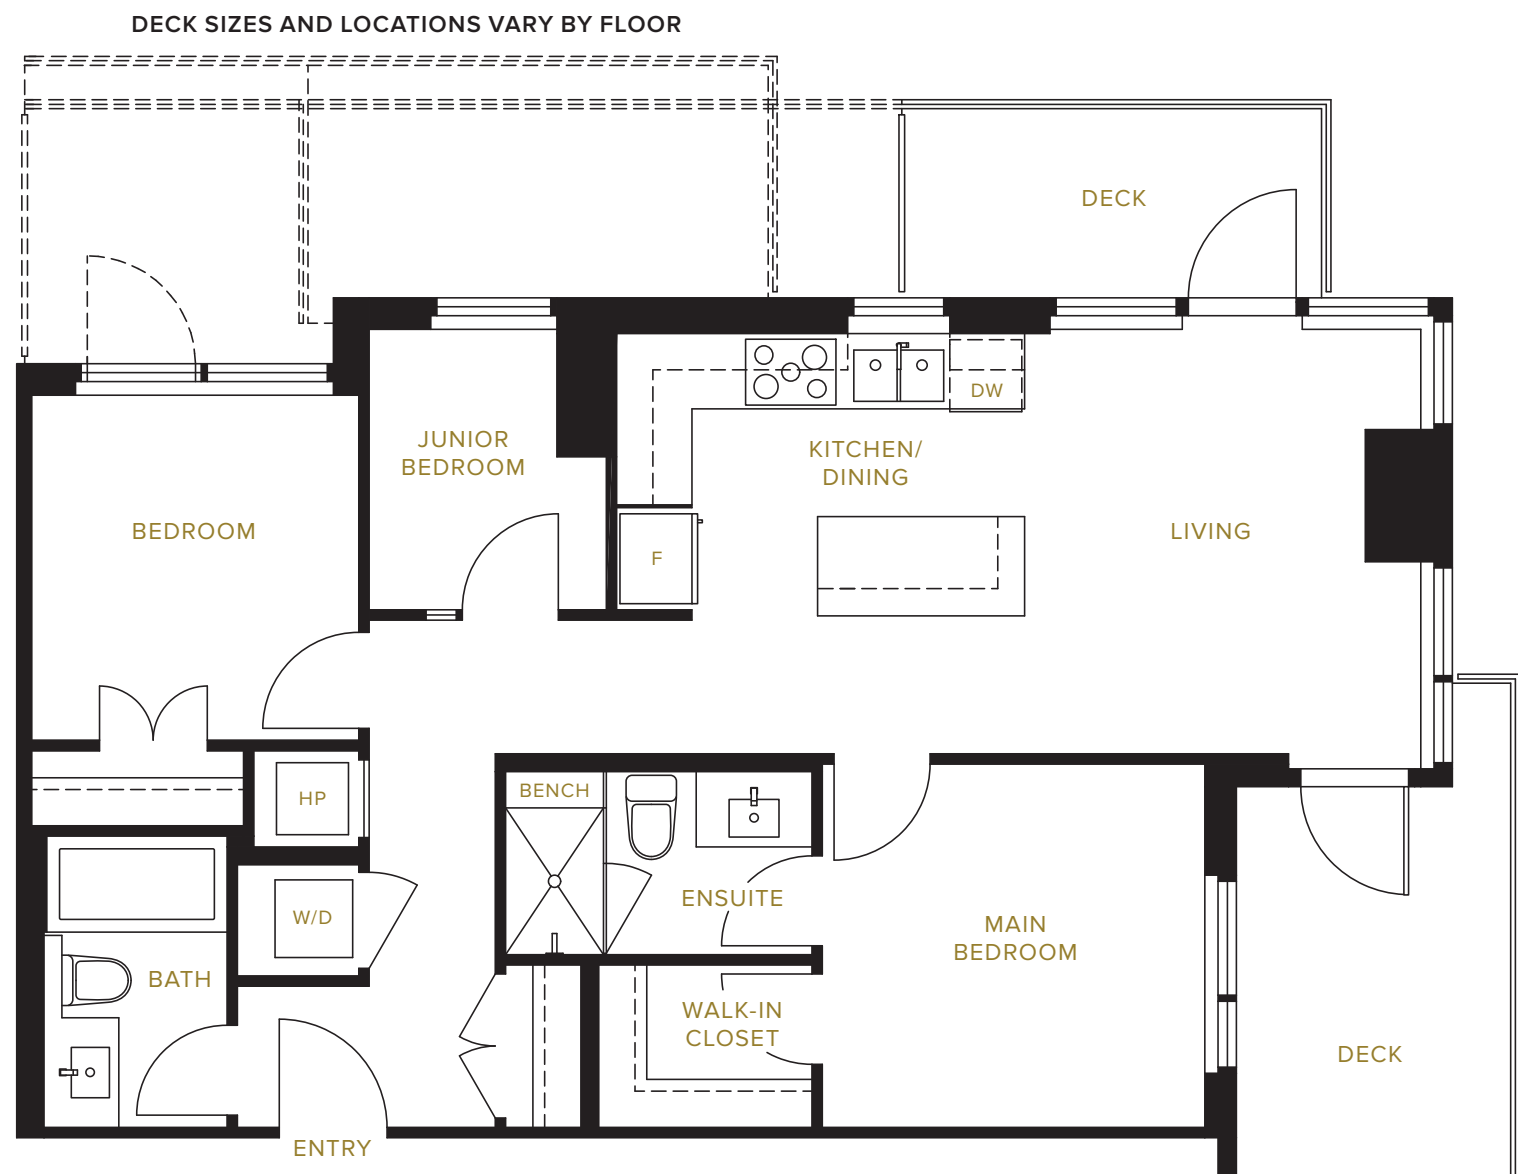 DECK SIZES AND LOCATIONS VARY BY FLOOR
DECK
DW
JUNIOR
BEDROOM
KITCHEN/
DINING
BEDROOM
LIVING
F
BENCH
HP
ENSUITE
W/D
MAIN
BEDROOM
BATH
WALK-IN
CLOSET
DECK
ENTRY